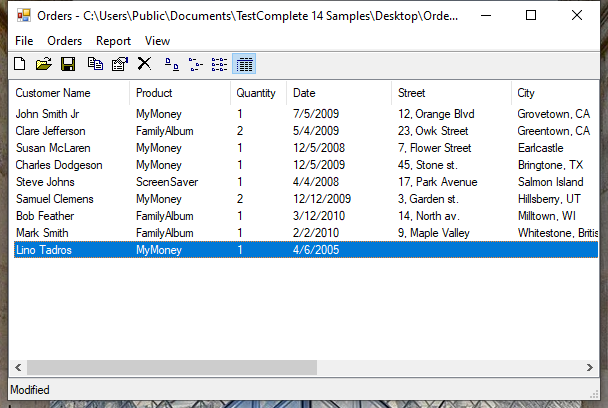 Orders - C:\Users\Public\Documents\TestComplete 14 Samples\Desktop\Orde...
File Orders Report View
Customer Name Product Quantity Date Street City
John Smith Jr MyMoney 1 7/5/2009 12, Orange Blvd Grovetown, CA
Clare Jefferson FamilyAlbum 2 5/4/2009 23, Owk Street Greentown, CA
Susan McLaren MyMoney 1 12/5/2008 7, Flower Street Earlcastle
Charles Dodgeson MyMoney 1 12/5/2009 45, Stone st. Bringtone, TX
Steve Johns ScreenSaver 1 4/4/2008 17, Park Avenue Salmon Island
Samuel Clemens MyMoney 2 12/12/2009 3, Garden st. Hillsberry, UT
Bob Feather FamilyAlbum 1 3/12/2010 14, North av. Milltown, WI
Mark Smith FamilyAlbum 1 2/2/2010 9, Maple Valley Whitestone, Britis
Lino Tadros MyMoney 1 4/6/2005
Modified